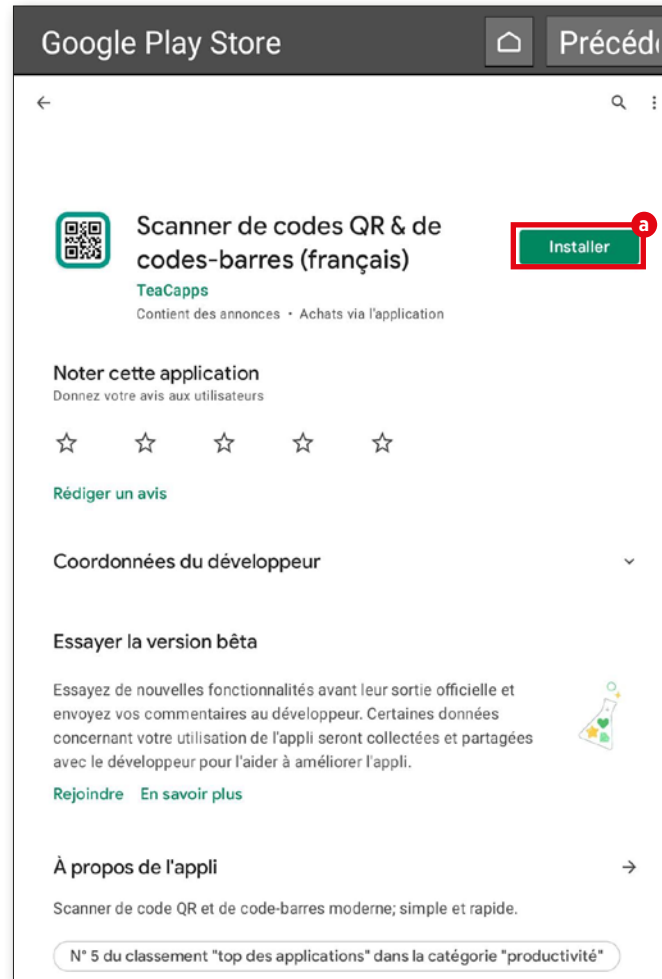 Google Play Store
Scanner de codes QR & de
codes-barres (français)
a
Installer
TeaCapps
Contient des annonces • Achats via l'application
Noter cette application
Donnez votre avis aux utilisateurs
Rédiger un avis
Coordonnées du développeur
Essayer la version bêta
Essayez de nouvelles fonctionnalités avant leur sortie officielle et
envoyez vos commentaires au développeur. Certaines données
concernant votre utilisation de l'appli seront collectées et partagées
avec le développeur pour l'aider à améliorer l'appli.
Rejoindre En savoir plus
À propos de l'appli
Scanner de code QR et de code-barres moderne; simple et rapide.
N° 5 du classement "top des applications" dans la catégorie "productivité"